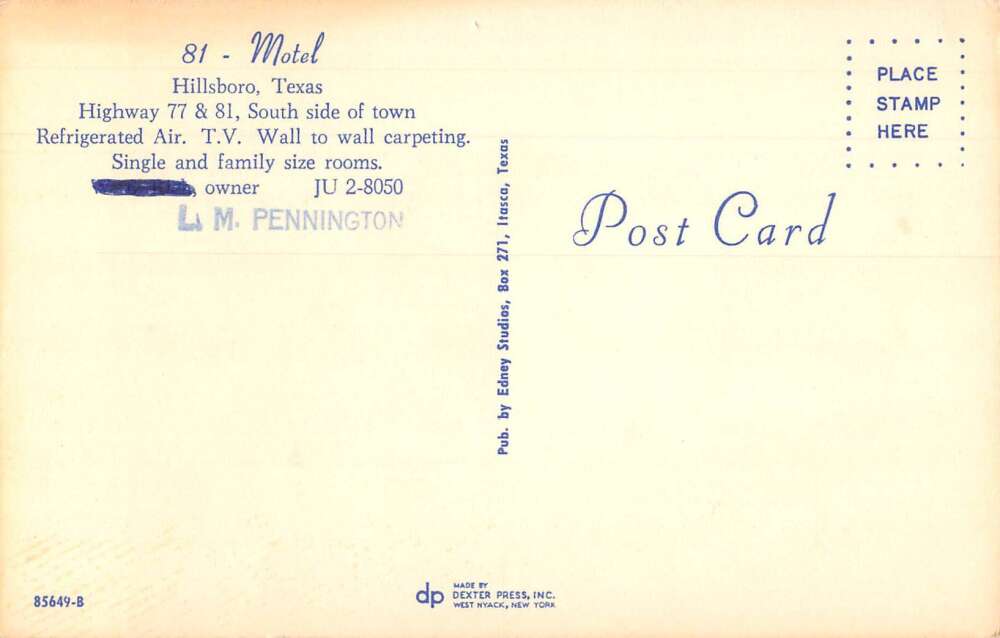 81 - Motel
Hillsboro, Texas
Highway 77 & 81, South side of town
Refrigerated Air. T.V. Wall to wall carpeting.
Single and family size rooms.
owner JU 2-8050
L. M. PENNINGTON
Pub. by Edney Studios, Box 271, Itasca, Texas
PLACE
STAMP
HERE
Post Card
85649-B
dp
MADE BY
DEXTER PRESS, INC.
WEST NYACK, NEW YORK